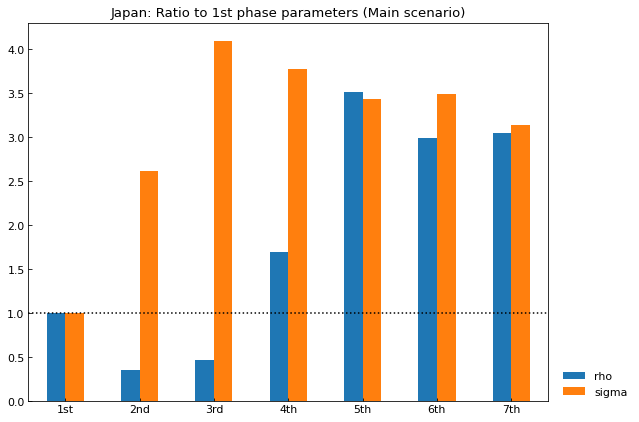 Japan: Ratio to 1st phase parameters (Main scenario)
4.0
3.5
3.0
2.5
2.0
1.5
1.0
0.5
0.0
1st 2nd 3rd 4th 5th 6th 7th
rho
sigma